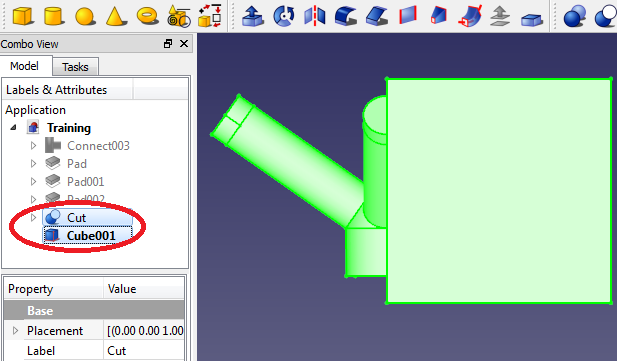 Combo View
Model Tasks
Labels & Attributes
Application
Training
Connect003
Pad
Pad001
Pad002
Cut
Cube001
Property Value
Base
Placement [(0.00 0.00 1.00
Label Cut